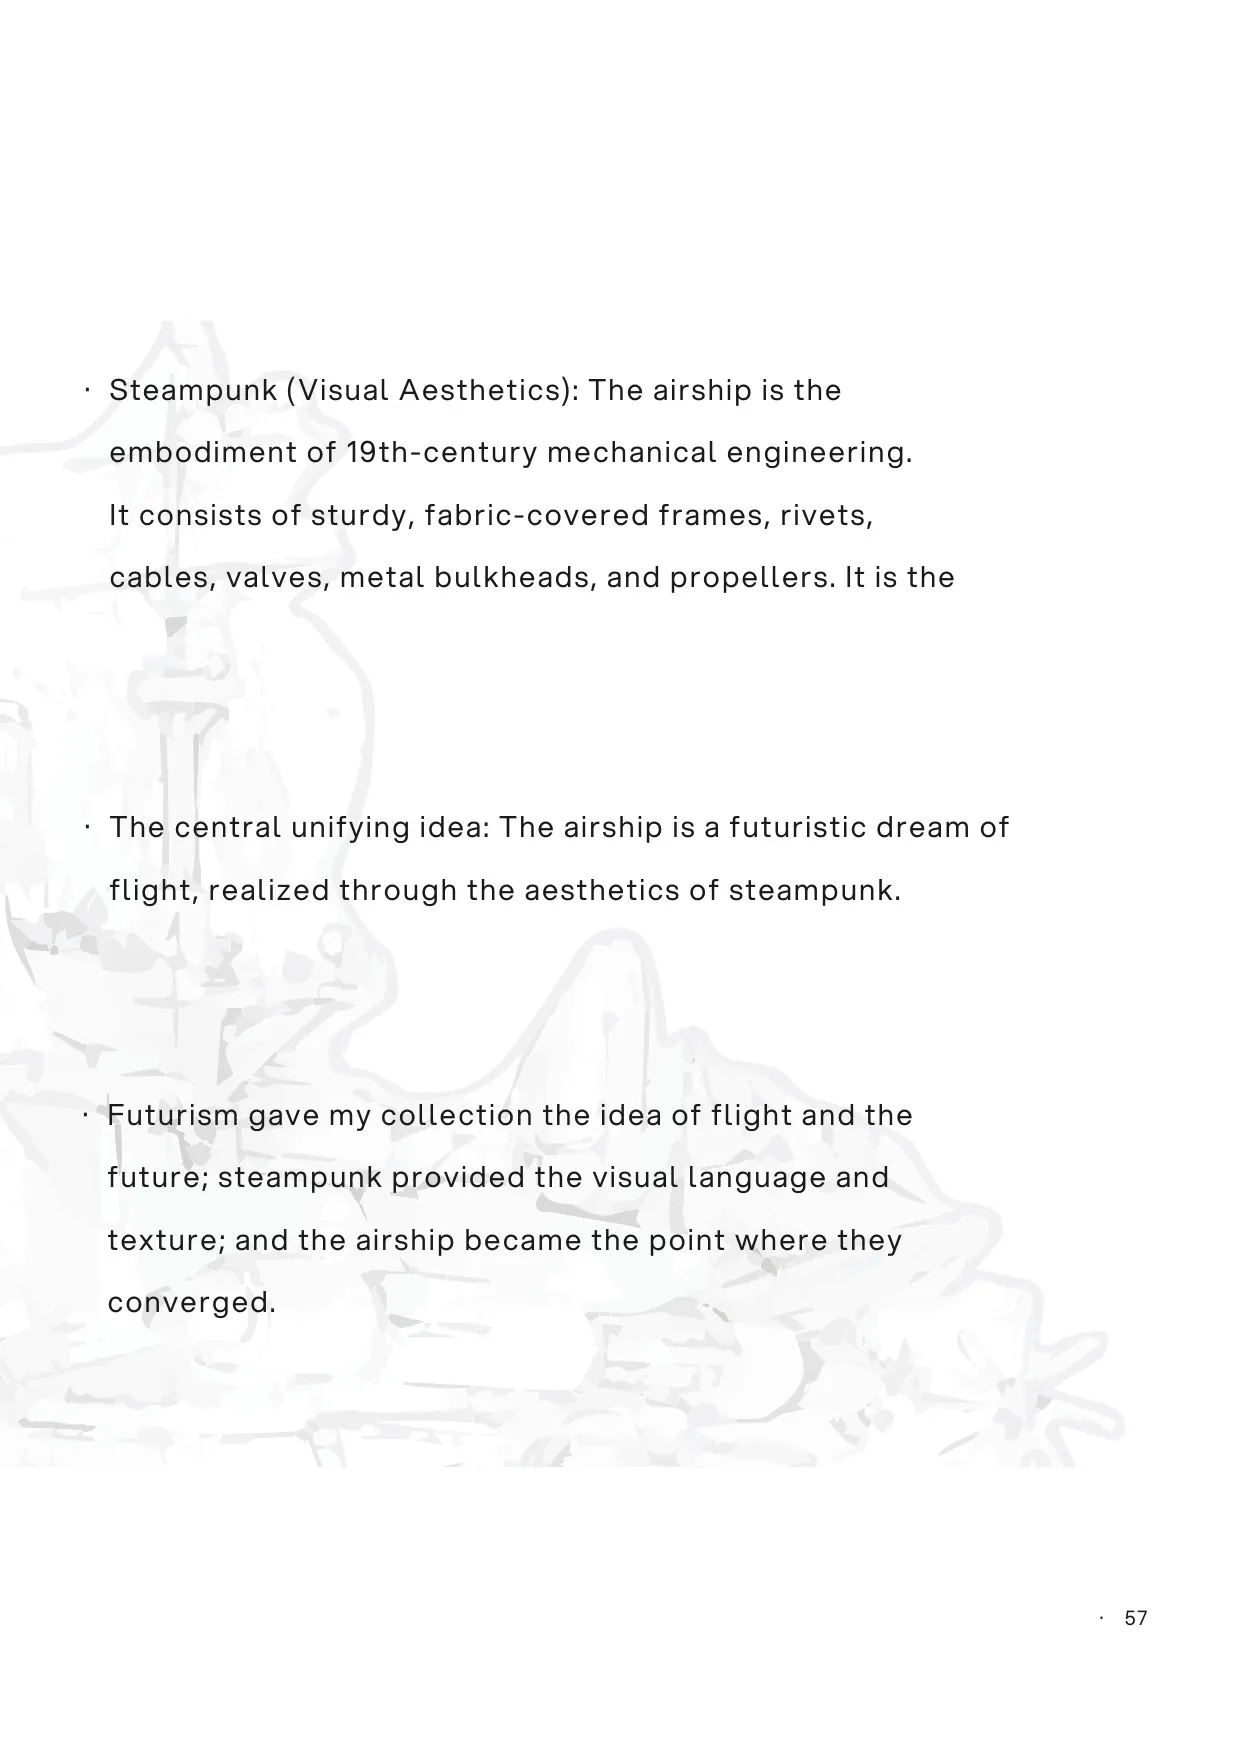 · Steampunk (Visual Aesthetics): The airship is the
embodiment of 19th-century mechanical engineering.
It consists of sturdy, fabric-covered frames, rivets,
cables, valves, metal bulkheads, and propellers. It is the
· The central unifying idea: The airship is a futuristic dream of
flight, realized through the aesthetics of steampunk.
· Futurism gave my collection the idea of flight and the
future; steampunk provided the visual language and
texture; and the airship became the point where they
converged.
· 57